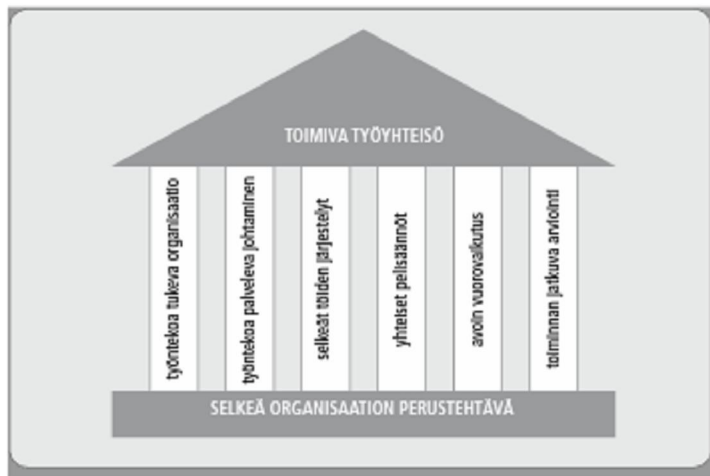 TOIMIVA TYÖYHTEISÖ
työntekoa tukeva organisaatio
työntekoa palveleva johtaminen
selkeät töiden järjestelyt
yhteiset pelisäännöt
avoin vuorovaikutus
toiminnan jatkuva arviointi
SELKEÄ ORGANISAATION PERUSTEHTÄVÄ